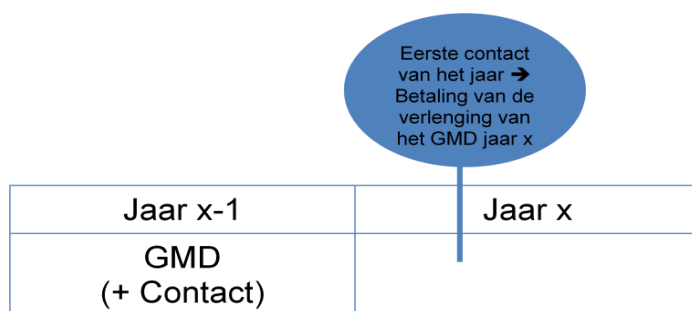 Eerste contact
van het jaar ➔
Betaling van de
verlenging van
het GMD jaar x
Jaar x-1
Jaar x
GMD
(+ Contact)